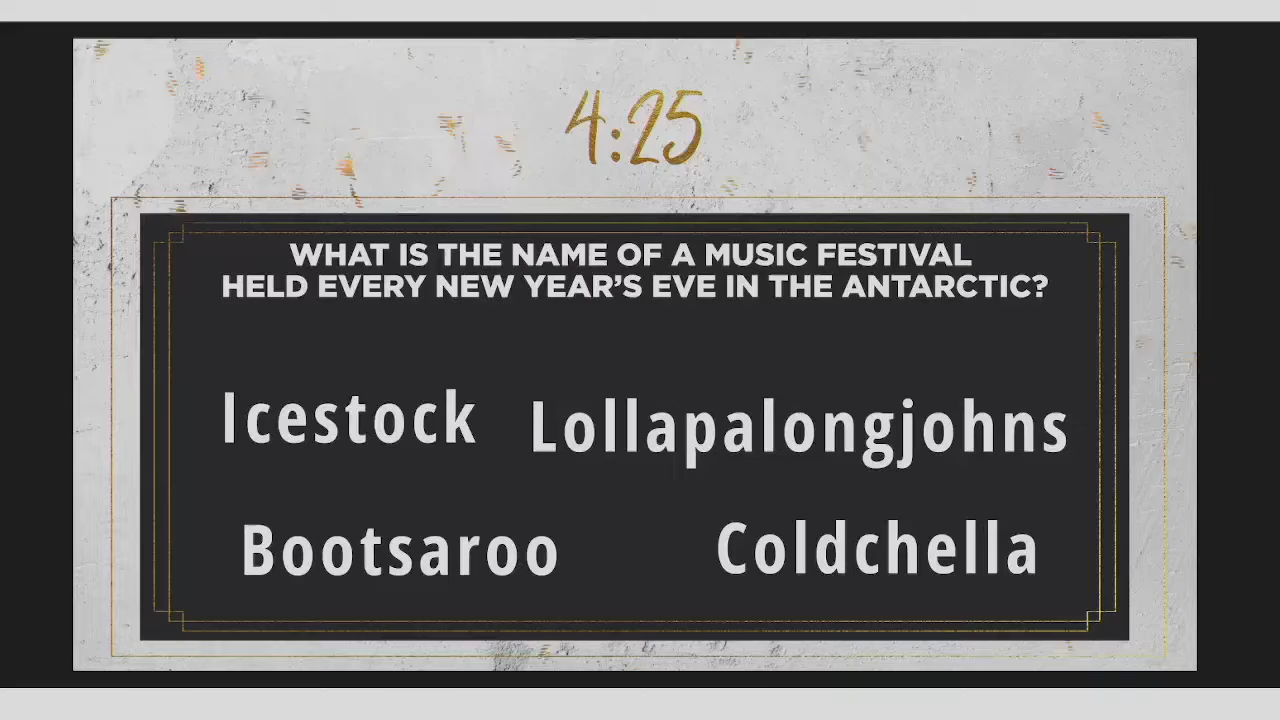 4:25
WHAT IS THE NAME OF A MUSIC FESTIVAL
HELD EVERY NEW YEAR'S EVE IN THE ANTARCTIC?
Icestock
Lollapalongjohns
Bootsaroo
Coldchella